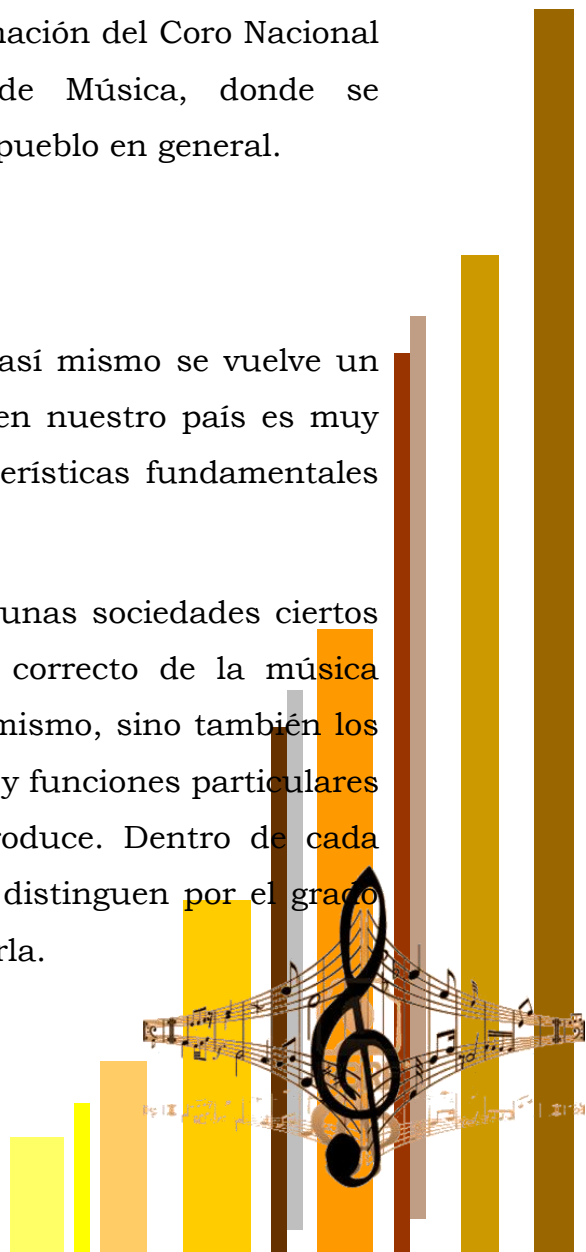 nación del Coro Nacional
de Música, donde se
pueblo en general.
así mismo se vuelve un
en nuestro país es muy
erísticas fundamentales
unas sociedades ciertos
correcto de la música
mismo, sino también los
y funciones particulares
roduce. Dentro de cada
distinguen por el grado
rla.